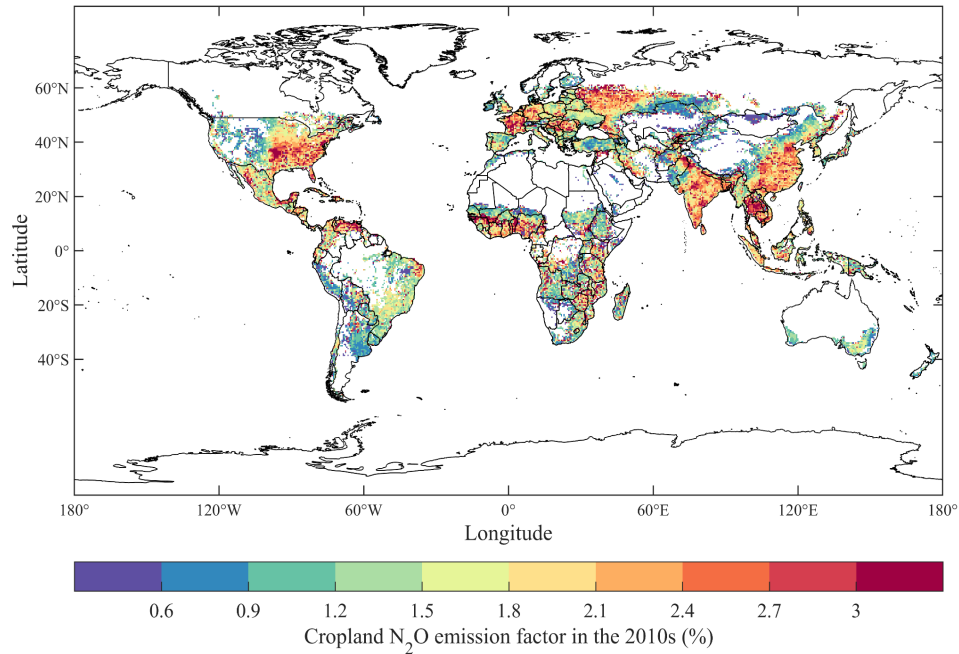 60°N
40°N
20°N
0°
20°S
40°S
Latitude
180°
120°W
60°W
0°
60°E
120°E
180°
Longitude
0.6 0.9 1.2 1.5 1.8 2.1 2.4 2.7 3
Cropland N₂O emission factor in the 2010s (%)